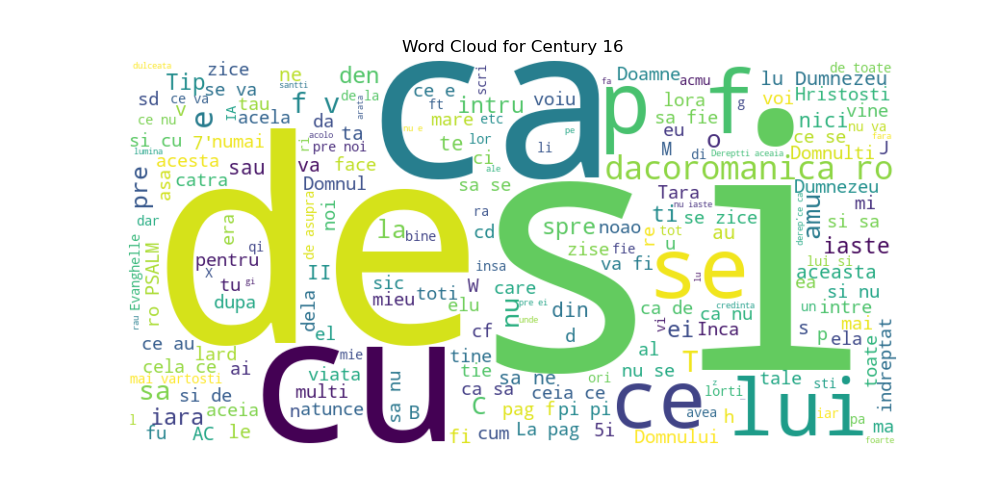 Word Cloud for Century 16
dulceata
zice
ne
den
ca
scri
p
f.
Doamne
acmu
lu Dumnezeu
de toate
Tip
se va
santti
ce e
fa
Hristosti
sd
ce va
e
IA
tau
f
v
de la
arata
ft
intru
voiu
lora
g
voi
vine
ce nu
<
acela
da
mare
etc
sa fie
nici
nu va
fara
si cu
7'numai
ri
acolo
ta
nu e
te
lor
li
pe
eu
M
o
di
ce se
Dereptti aceaia
Domnulti
J
lumina
acesta
asa
sau
pre noi
va
face
ci
ale
dacoromanica ro
pre
catra
Domnul
sa se
Tara
nu iaste
Dumnezeu
mi
dar
de
era
de asupra
noi
la
bine
ra
cd
si
spre
noao
ti
se zice
derep'ce ca
amu
si sa
Evanghelle
pentru
qi
zise
fie
re
tot
au
iaste
X
tu
gi
II
sic
insa
va fi
u
se
lu
lui si
aceasta
ro PSALM
dupa
dela
mieu
toti
W
care
ea
si nu
rau
el
elu
nu
pre ei
unde
din
d
ca de
vi
ca nu
credinta
un
intre
ce au
cf
ei
Inca
s
p
mai
ela
cela ce
lard
ai
cu
mie
tine
al
T
toate
mai vartosti
viata
sa nu
tie
sa ne
ori
nu se
tale
sti
indreptat
sa
si de
multi
ca sa
ceia ce
ce
z
lorti_
lui
l
iara
aceia
natunce
B
C
pag f
pi pi
avea
h
iar
pa
fu
AC
le
fi
cum
La pag
5i
Domnului
ma
foarte